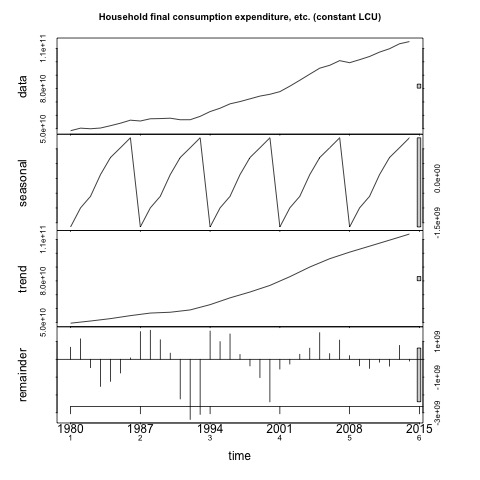 Household final consumption expenditure, etc. (constant LCU)
data
5.0e+10 8.0e+10 1.1e+11
seasonal
-1.5e+09 0.0e+00
trend
5.0e+10 8.0e+10 1.1e+11
remainder
-3e+09 -1e+09 1e+09
1980 1987 1994 2001 2008 2015
1 2 3 4 5 6
time